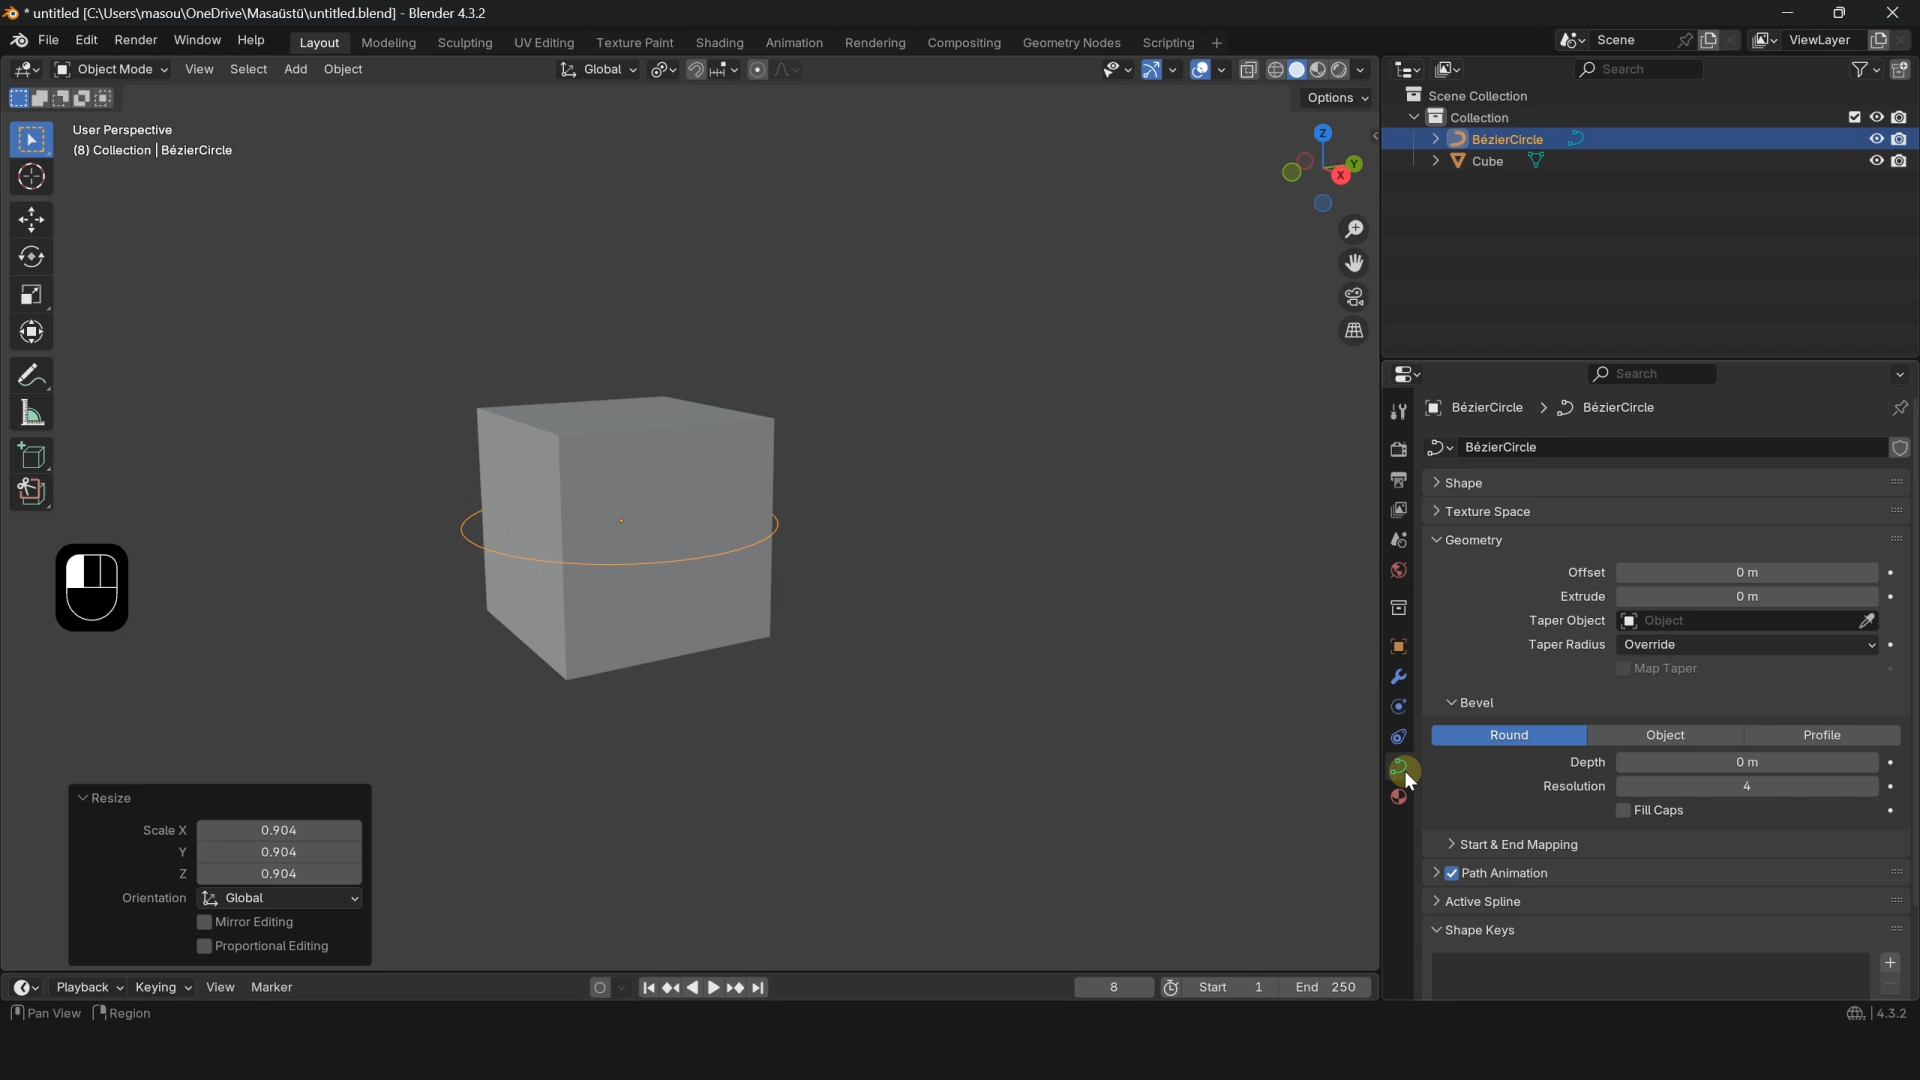 * untitled [C:\Users\masou\OneDrive\Masaüstü\untitled.blend] - Blender 4.3.2
File Edit Render Window Help Layout Modeling Sculpting UV Editing Texture Paint Shading Animation Rendering Compositing Geometry Nodes Scripting + Scene ViewLayer
Object Mode View Select Add Object Global Search
Options
User Perspective
(8) Collection | BézierCircle
Z
Y
X
Scene Collection
Collection
BézierCircle
Cube
Search
BézierCircle > BézierCircle
BézierCircle
Shape
Texture Space
Geometry
Offset 0 m
Extrude 0 m
Taper Object Object
Taper Radius Override
Map Taper
Bevel
Round Object Profile
Depth 0 m
Resolution 4
Fill Caps
Start & End Mapping
Path Animation
Active Spline
Shape Keys
Resize
Scale X 0.904
Y 0.904
Z 0.904
Orientation Global
Mirror Editing
Proportional Editing
Playback Keying View Marker 8 Start 1 End 250
Pan View Region 4.3.2